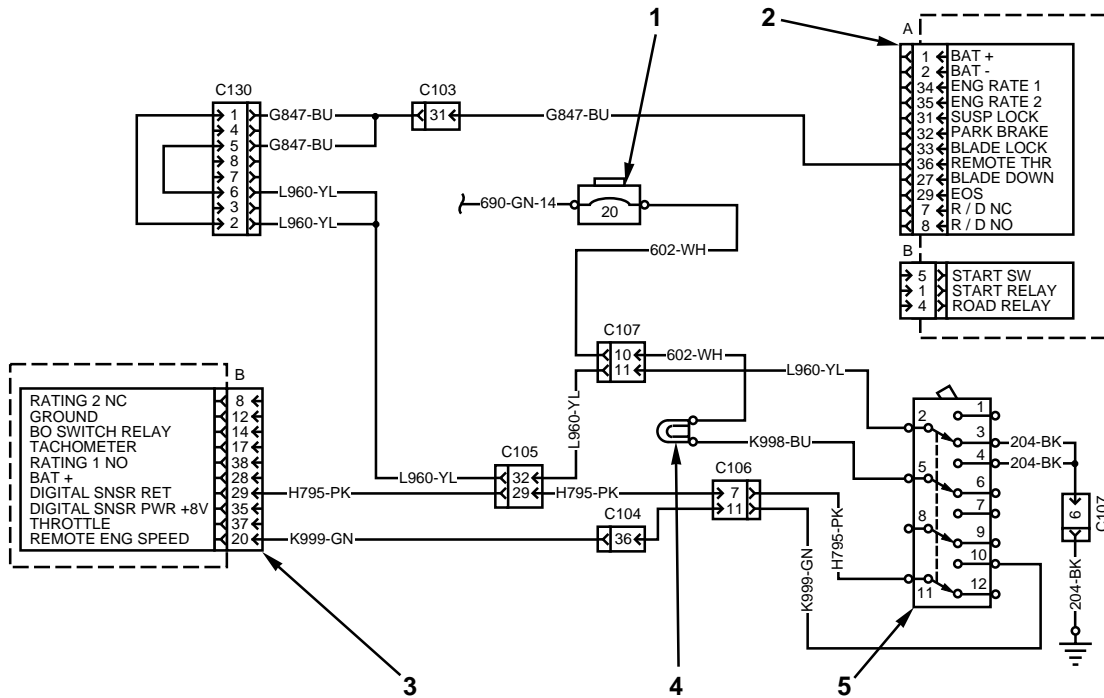 1
2
A
1 BAT +
2 BAT -
34 ENG RATE 1
35 ENG RATE 2
31 SUSP LOCK
32 PARK BRAKE
33 BLADE LOCK
36 REMOTE THR
27 BLADE DOWN
29 EOS
7 R / D NC
8 R / D NO
B
5 START SW
1 START RELAY
4 ROAD RELAY
C130
1
4
5
8
7
6
3
2
G847-BU
G847-BU
L960-YL
L960-YL
C103
31
G847-BU
690-GN-14
20
602-WH
C107
10
11
602-WH
L960-YL
L960-YL
B
RATING 2 NC 8
GROUND 12
BO SWITCH RELAY 14
TACHOMETER 17
RATING 1 NO 38
BAT + 28
DIGITAL SNSR RET 29
DIGITAL SNSR PWR +8V 35
THROTTLE 37
REMOTE ENG SPEED 20
L960-YL
C105
32
29
H795-PK
H795-PK
K999-GN
C104
36
C106
7
11
K998-BU
H795-PK
K999-GN
1
2
3
4
5
6
7
8
9
10
11
12
204-BK
204-BK
6
C107
204-BK
3
4
5